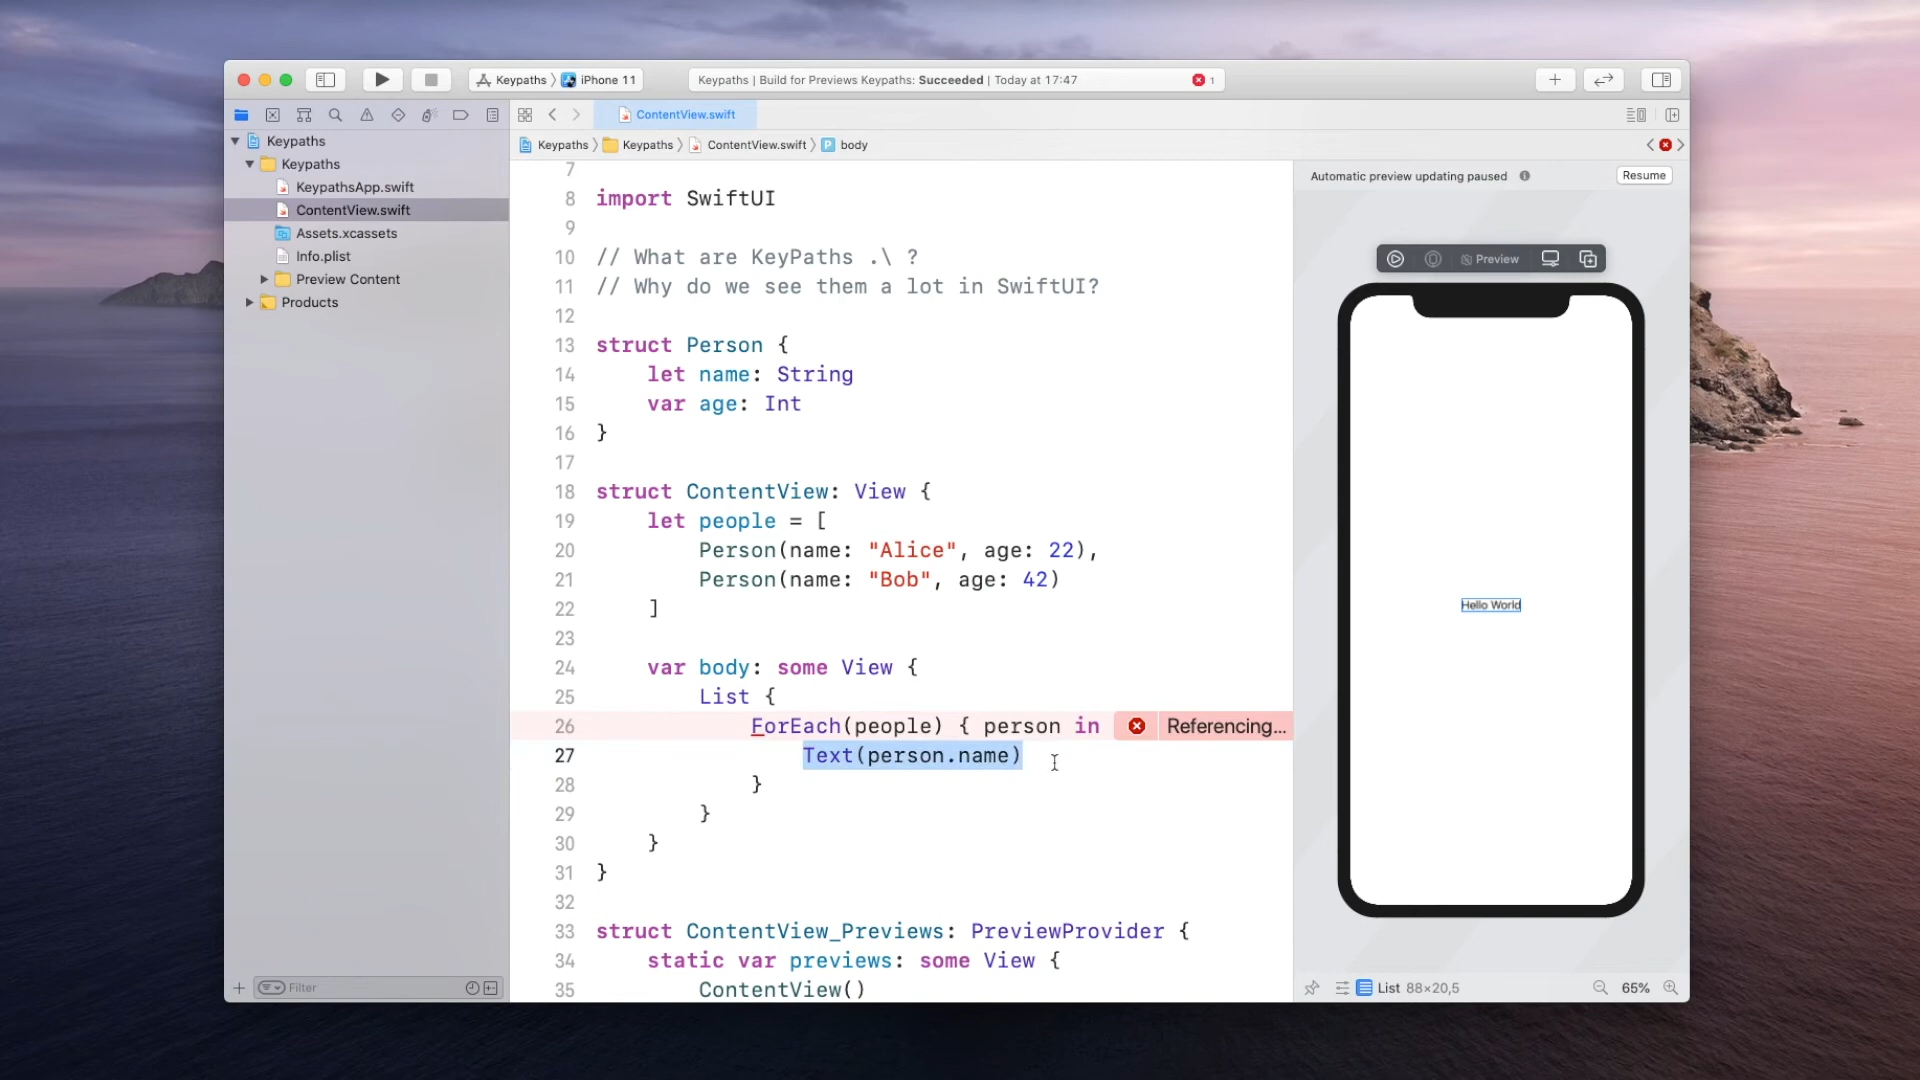 Keypaths 〉 iPhone 11
Keypaths | Build for Previews Keypaths: Succeeded | Today at 17:47
1
ContentView.swift
Keypaths 〉 Keypaths 〉 ContentView.swift 〉 P body
Keypaths
Keypaths
KeypathsApp.swift
ContentView.swift
Assets.xcassets
Info.plist
Preview Content
Products
Filter
7
8 import SwiftUI
9
10 // What are KeyPaths .\ ?
11 // Why do we see them a lot in SwiftUI?
12
13 struct Person {
14     let name: String
15     var age: Int
16 }
17
18 struct ContentView: View {
19     let people = [
20         Person(name: "Alice", age: 22),
21         Person(name: "Bob", age: 42)
22     ]
23
24     var body: some View {
25         List {
26             ForEach(people) { person in Referencing...
27                 Text(person.name)
28             }
29         }
30     }
31 }
32
33 struct ContentView_Previews: PreviewProvider {
34     static var previews: some View {
35         ContentView()
Automatic preview updating paused
Resume
Preview
Hello World
List 88×20,5
65%